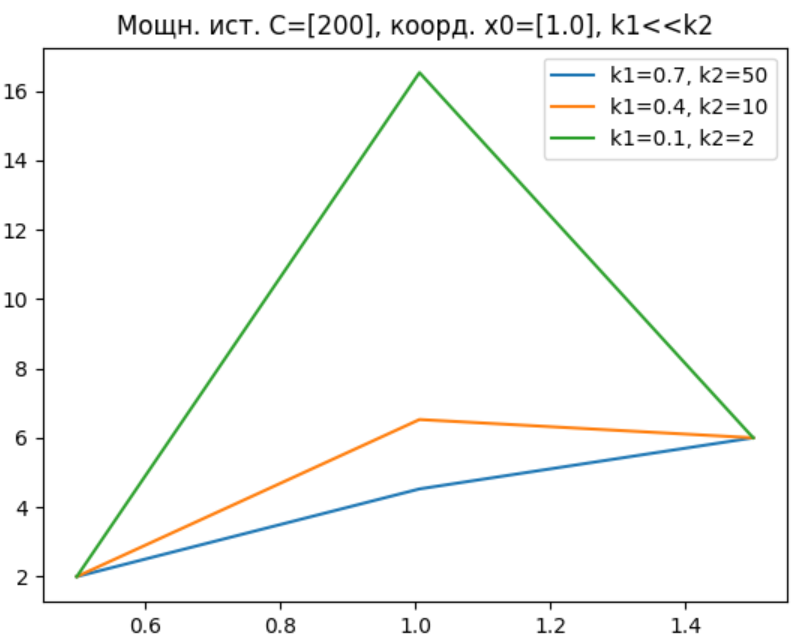 Мощн. ист. C=[200], коорд. x0=[1.0], k1<<k2
k1=0.7, k2=50
k1=0.4, k2=10
k1=0.1, k2=2
16
14
12
10
8
6
4
2
0.6 0.8 1.0 1.2 1.4